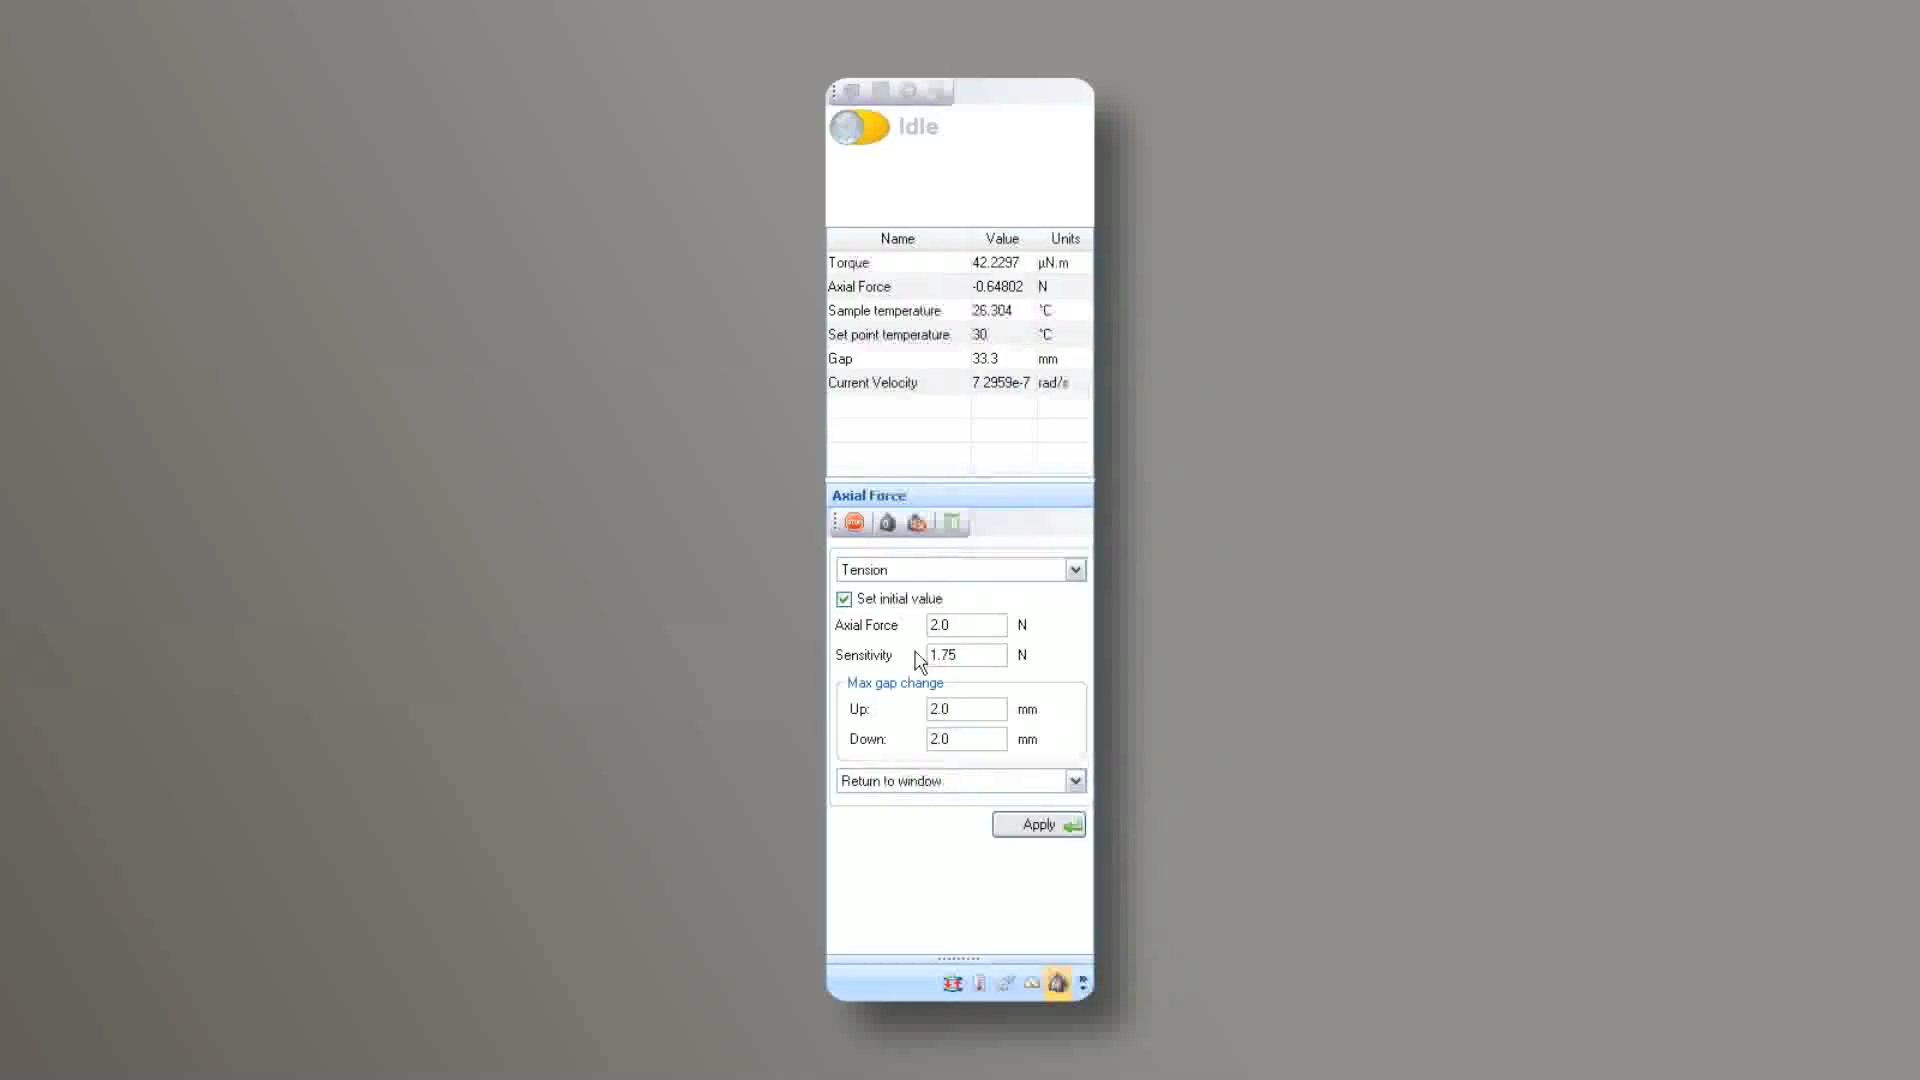 Idle
Name Value Units
Torque 42.2297 µN.m
Axial Force -0.64802 N
Sample temperature 26.304 °C
Set point temperature 30 °C
Gap 33.3 mm
Current Velocity 7.2959e-7 rad/s
Axial Force
STOP
Tension
Set initial value
Axial Force 2.0 N
Sensitivity 1.75 N
Max gap change
Up: 2.0 mm
Down: 2.0 mm
Return to window
Apply